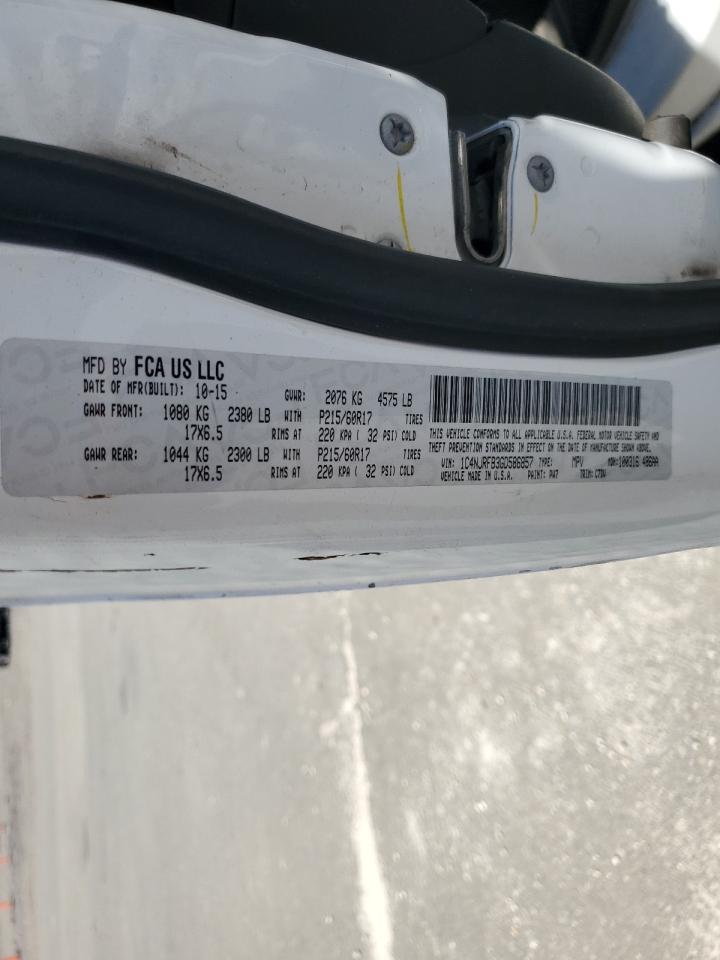 MFD BY FCA US LLC
DATE OF MFR(BUILT): 10-15 GVWR: 2076 KG 4575 LB
GAWR FRONT: 1080 KG 2380 LB WITH P215/60R17 TIRES
17X6.5 RIMS AT 220 KPA ( 32 PSI) COLD
GAWR REAR: 1044 KG 2300 LB WITH P215/60R17 TIRES
17X6.5 RIMS AT 220 KPA ( 32 PSI) COLD
THIS VEHICLE CONFORMS TO ALL APPLICABLE U.S.A. FEDERAL MOTOR VEHICLE SAFETY AND
THEFT PREVENTION STANDARDS IN EFFECT ON THE DATE OF MANUFACTURE SHOWN ABOVE.
VIN: 1C4NJRFB3GD586857 TYPE: MPV MDH: 100316
VEHICLE MADE IN U.S.A. PAINT: PW7 TRIM: